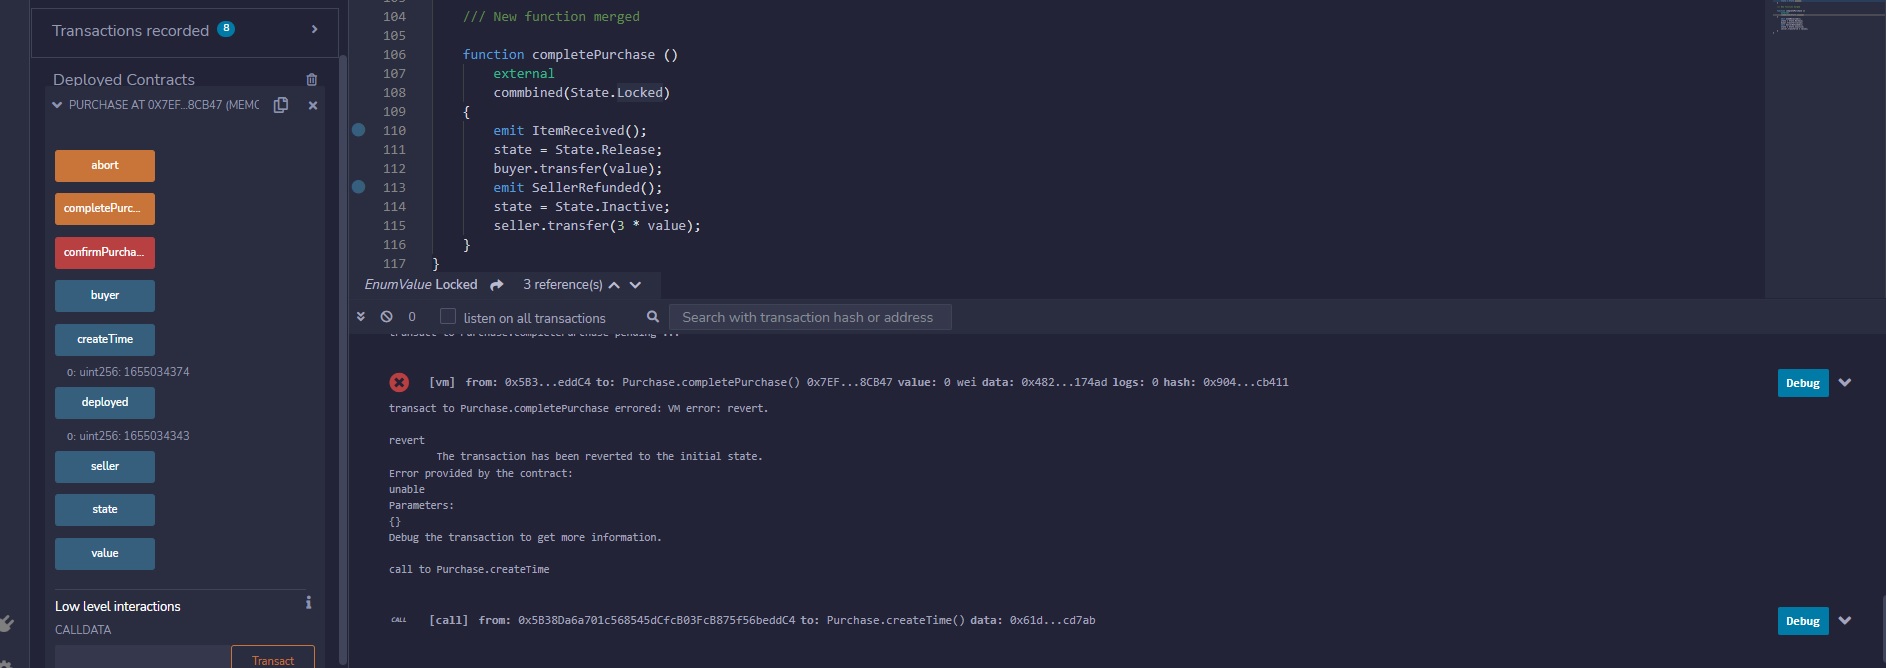 Transactions recorded 8
Deployed Contracts
PURCHASE AT 0X7EF...8CB47 (MEMC
abort
completePurc...
confirmPurcha...
buyer
createTime
0: uint256: 1655034374
deployed
0: uint256: 1655034343
seller
state
value
Low level interactions
CALLDATA
Transact
104 /// New function merged
105
106 function completePurchase ()
107 external
108 commbined(State.Locked)
109 {
110 emit ItemReceived();
111 state = State.Release;
112 buyer.transfer(value);
113 emit SellerRefunded();
114 state = State.Inactive;
115 seller.transfer(3 * value);
116 }
117 }
EnumValue Locked 3 reference(s)
0 listen on all transactions Search with transaction hash or address
transact to Purchase.completePurchase pending ...
[vm] from: 0x5B3...eddC4 to: Purchase.completePurchase() 0x7EF...8CB47 value: 0 wei data: 0x482...174ad logs: 0 hash: 0x904...cb411
Debug
transact to Purchase.completePurchase errored: VM error: revert.
revert
The transaction has been reverted to the initial state.
Error provided by the contract:
unable
Parameters:
{}
Debug the transaction to get more information.
call to Purchase.createTime
CALL [call] from: 0x5B38Da6a701c568545dCfcB03FcB875f56beddC4 to: Purchase.createTime() data: 0x61d...cd7ab
Debug